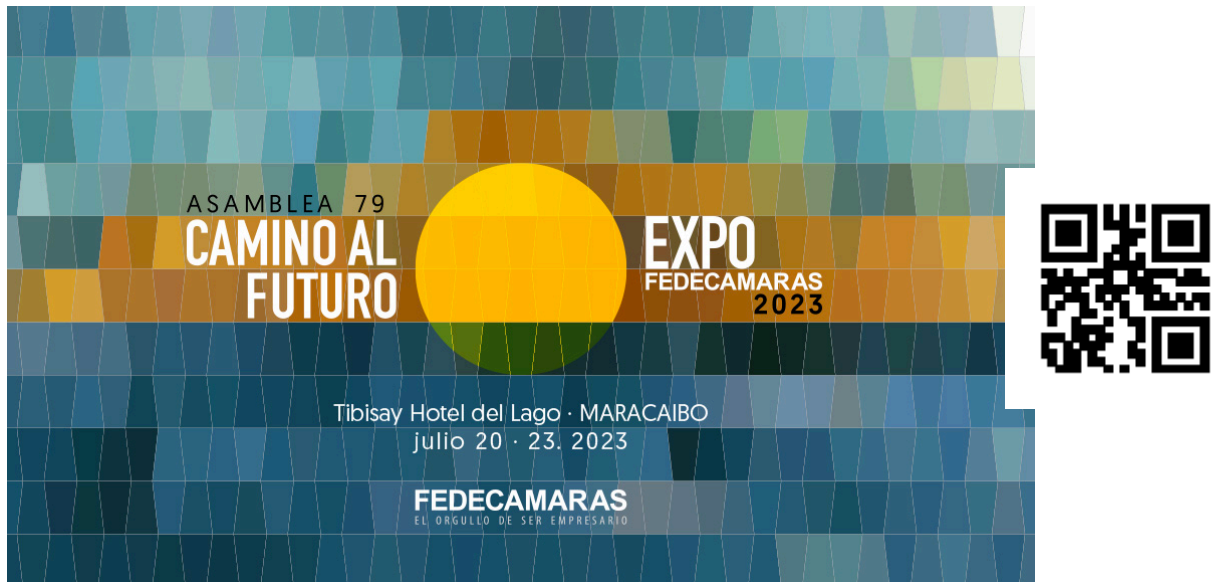 ASAMBLEA 79
CAMINO AL
FUTURO
EXPO
FEDECAMARAS
2023
Tibisay Hotel del Lago · MARACAIBO
julio 20 · 23. 2023
FEDECAMARAS
EL ORGULLO DE SER EMPRESARIO